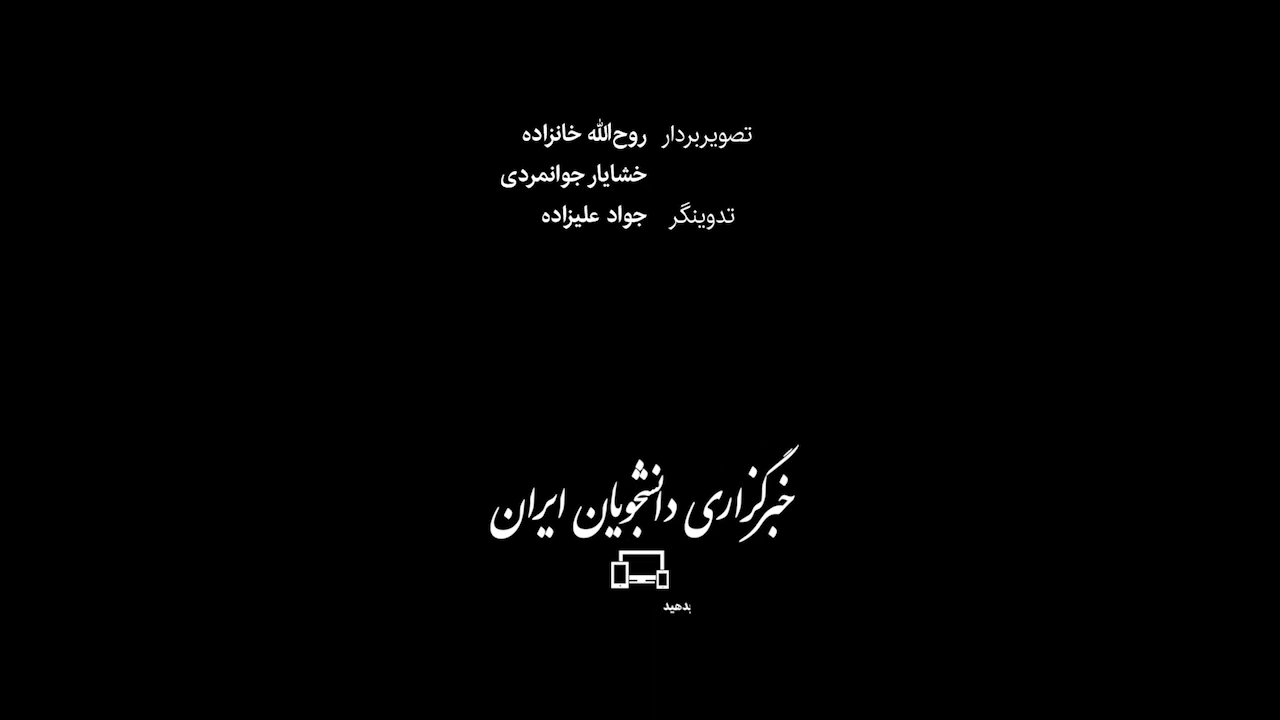 تصویربردار روح‌الله خانزاده
خشایار جوانمردی
تدوینگر جواد علیزاده
خبرگزاری دانشجویان ایران
بدهید